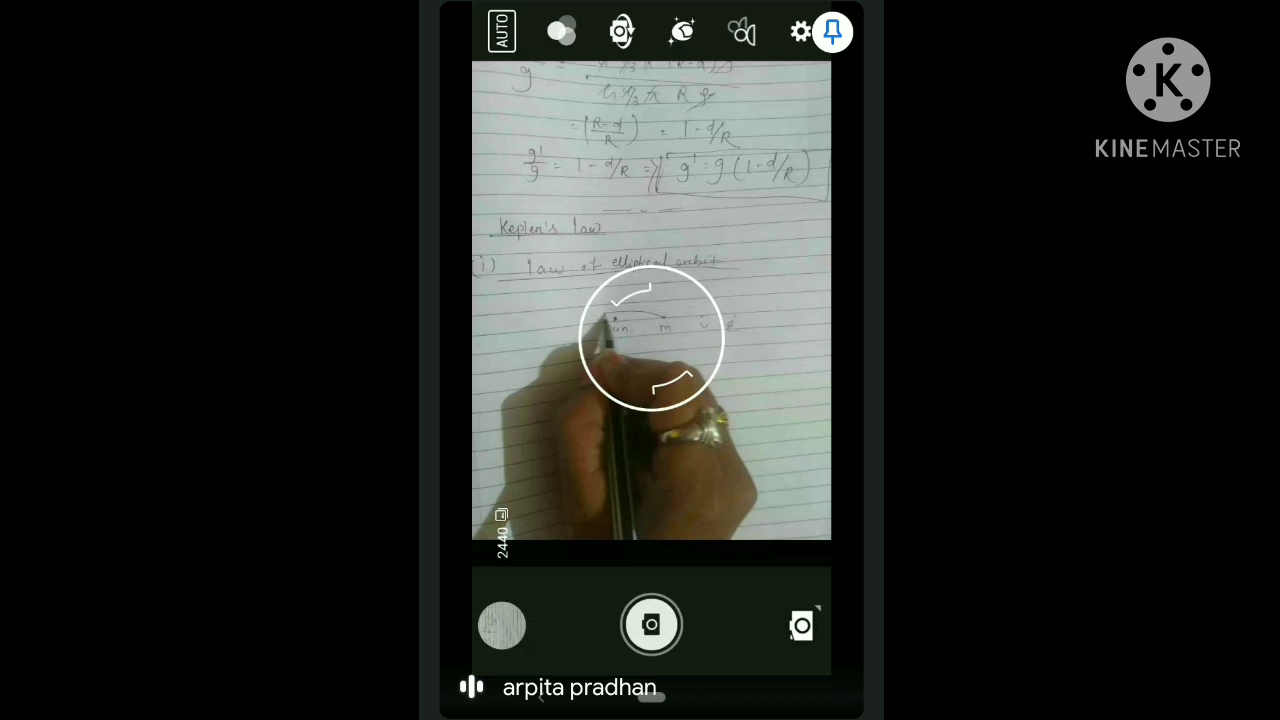 AUTO
K
KINEMASTER
= (R-d/R) = 1-d/R
g'/g = 1-d/R => g' = g(1-d/R)
Kepler's law
(i) law of elliptical orbit
m v E
2440
arpita pradhan